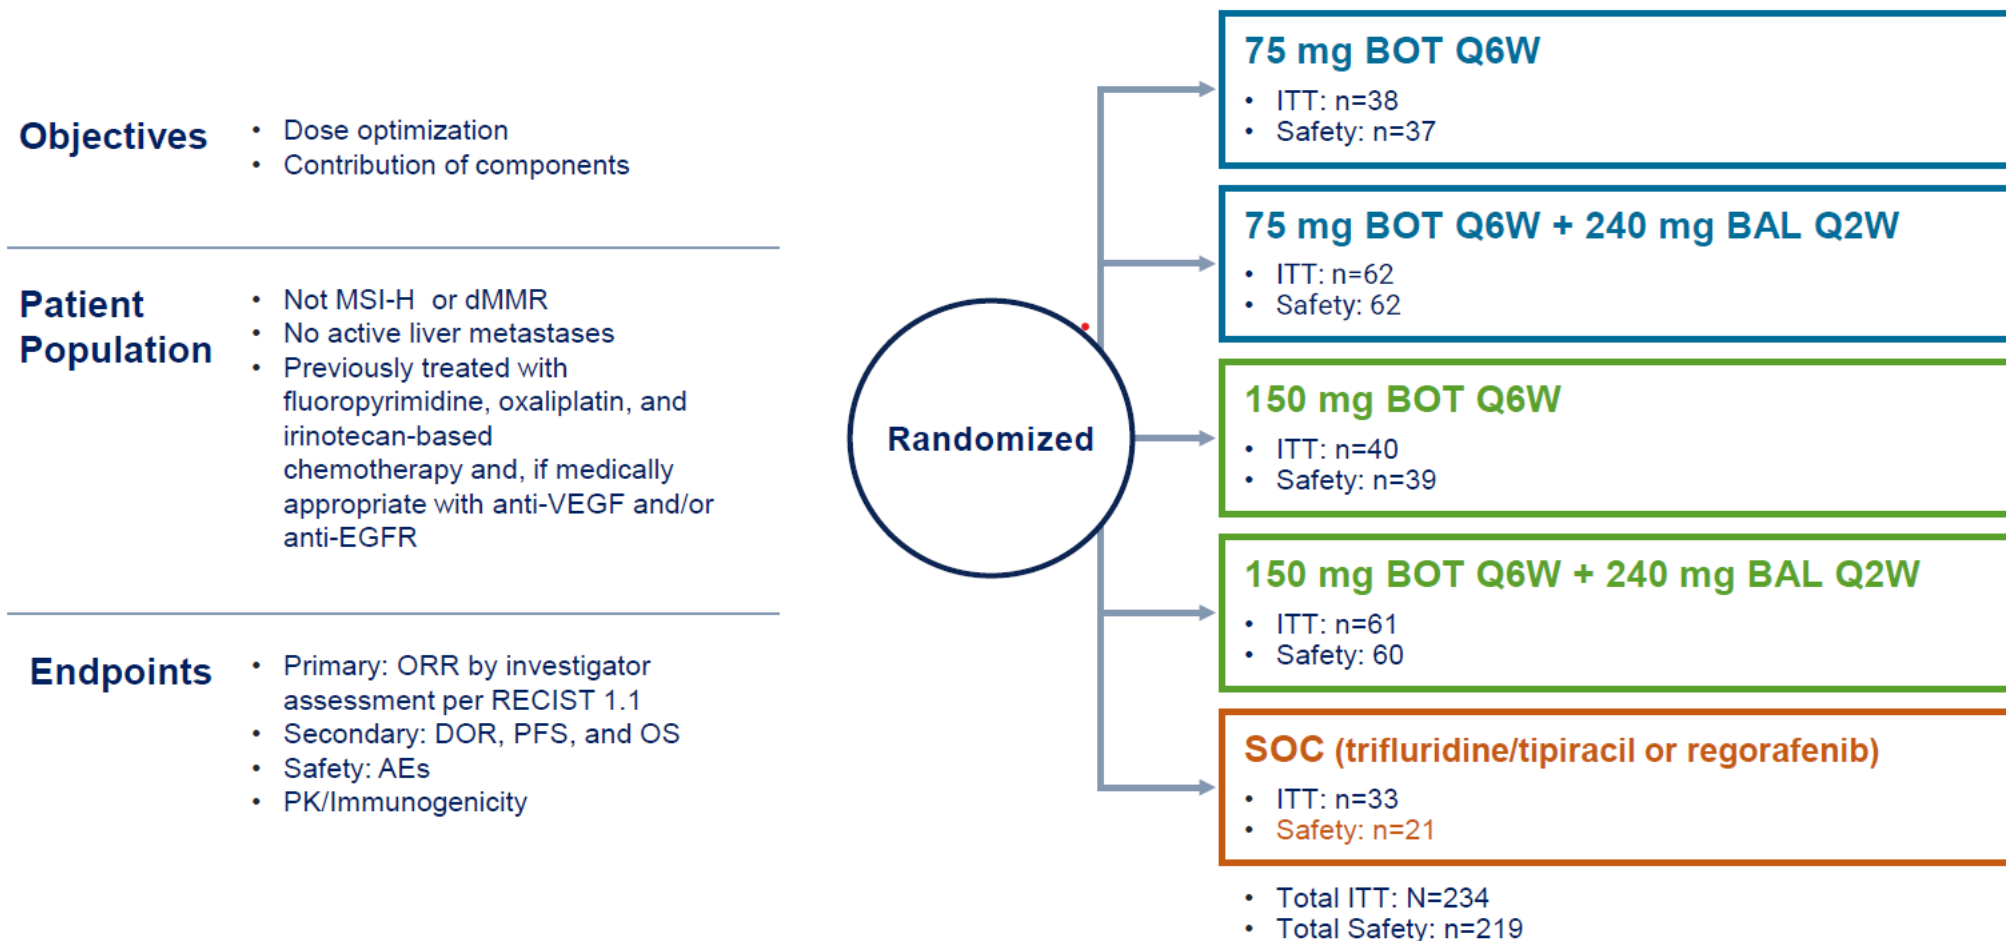 Objectives
• Dose optimization
• Contribution of components
Patient
Population
• Not MSI-H or dMMR
• No active liver metastases
• Previously treated with
fluoropyrimidine, oxaliplatin, and
irinotecan-based
chemotherapy and, if medically
appropriate with anti-VEGF and/or
anti-EGFR
Endpoints
• Primary: ORR by investigator
assessment per RECIST 1.1
• Secondary: DOR, PFS, and OS
• Safety: AEs
• PK/Immunogenicity
Randomized
75 mg BOT Q6W
• ITT: n=38
• Safety: n=37
75 mg BOT Q6W + 240 mg BAL Q2W
• ITT: n=62
• Safety: 62
150 mg BOT Q6W
• ITT: n=40
• Safety: n=39
150 mg BOT Q6W + 240 mg BAL Q2W
• ITT: n=61
• Safety: 60
SOC (trifluridine/tipiracil or regorafenib)
• ITT: n=33
• Safety: n=21
• Total ITT: N=234
• Total Safety: n=219